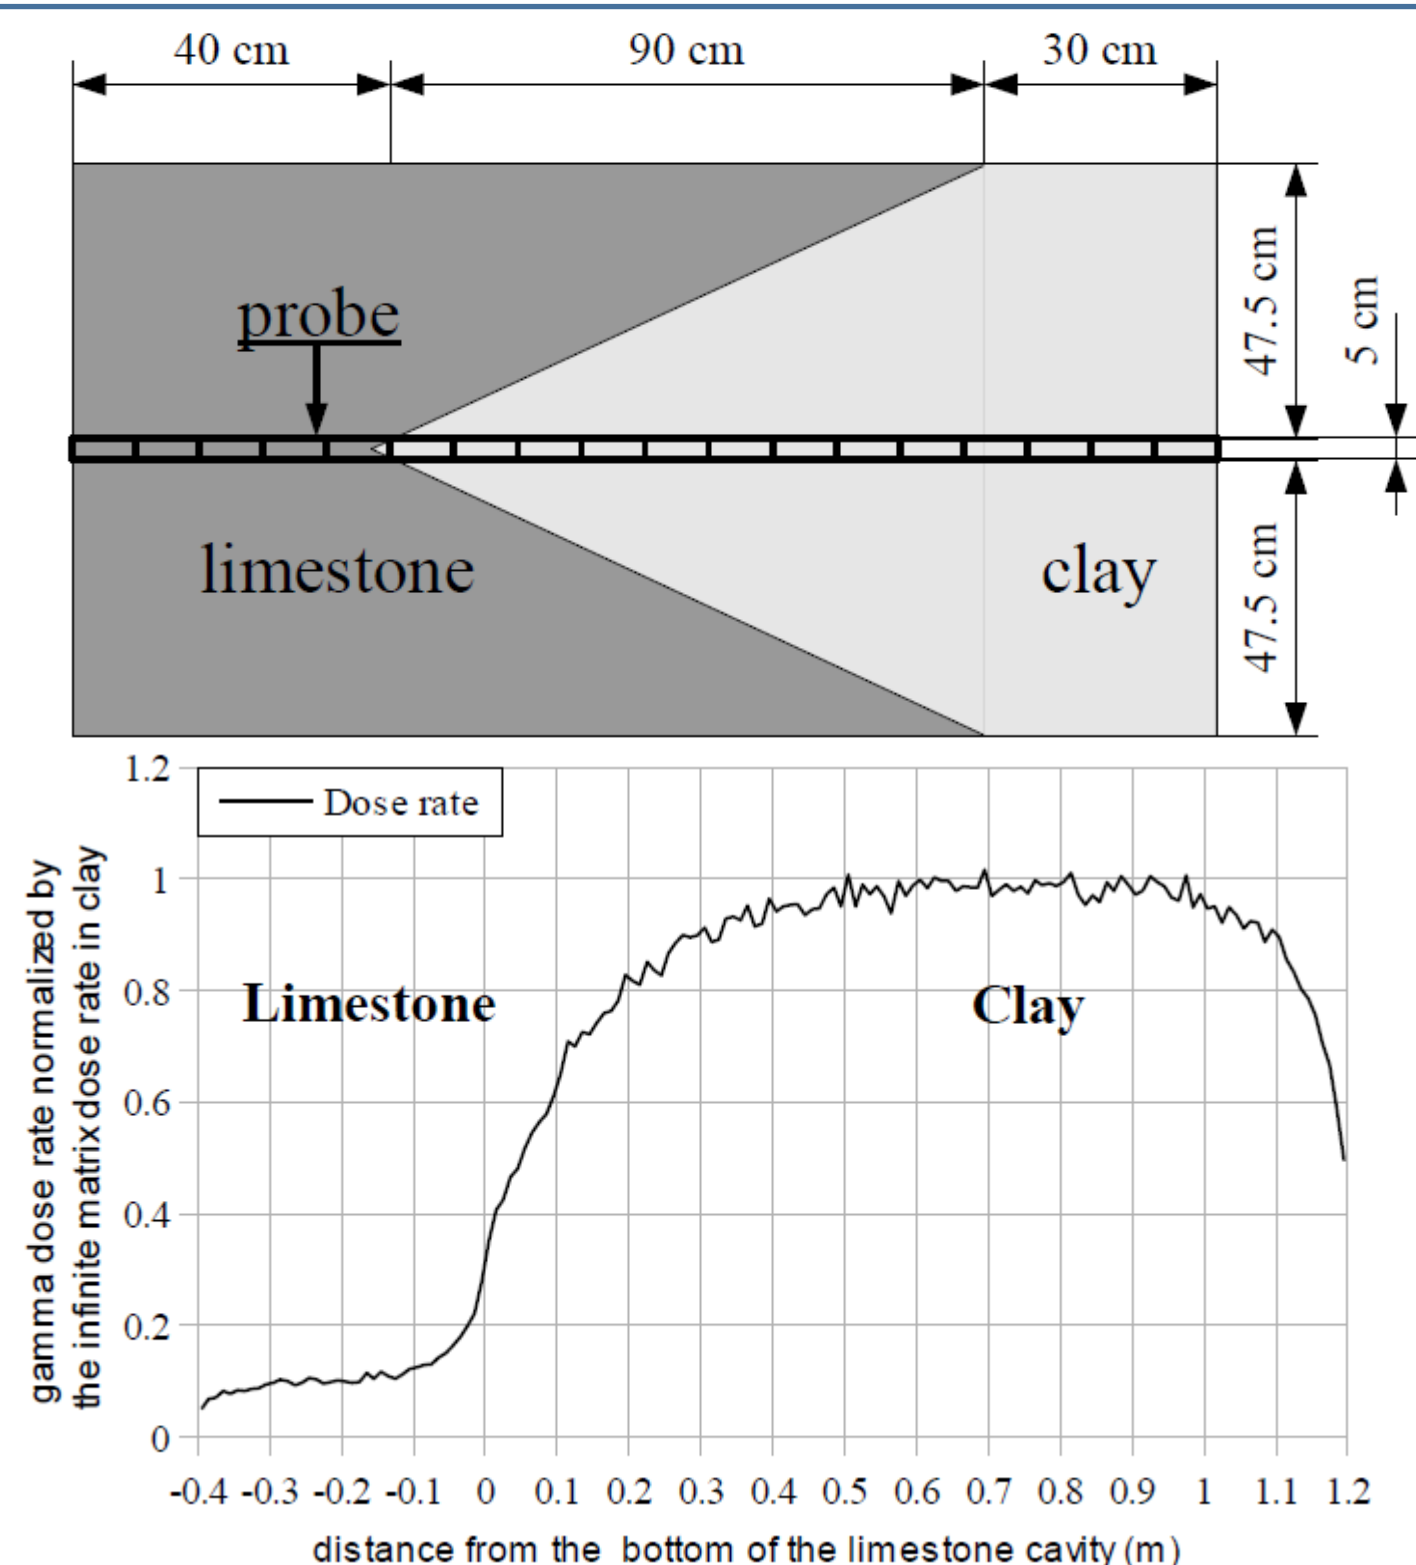 40 cm 90 cm 30 cm
47.5 cm
5 cm
probe
limestone
clay
47.5 cm
1.2
Dose rate
1
0.8
0.6
0.4
0.2
0
gamma dose rate normalized by
the infinite matrix dose rate in clay
Limestone
Clay
-0.4 -0.3 -0.2 -0.1 0 0.1 0.2 0.3 0.4 0.5 0.6 0.7 0.8 0.9 1 1.1 1.2
distance from the bottom of the limestone cavity (m)